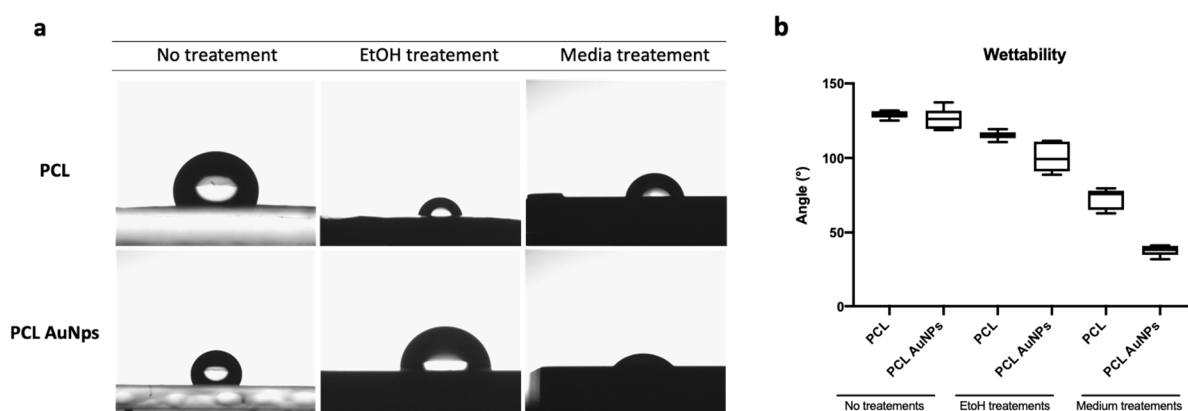 a
No treatement EtOH treatement Media treatement
PCL
PCL AuNps
b
Wettability
150
100
50
0
Angle (°)
PCL PCL AuNPs PCL PCL AuNPs PCL PCL AuNPs
No treatements EtoH treatements Medium treatements